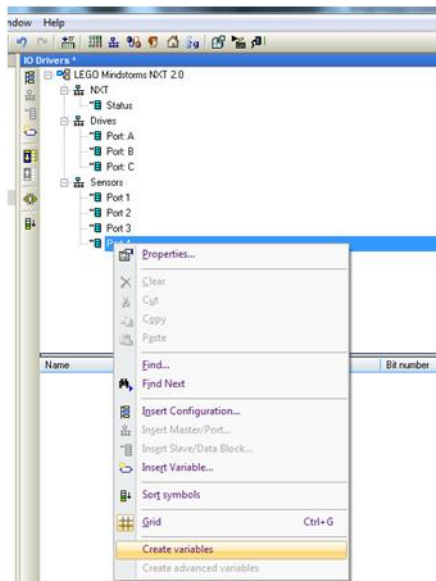 ndow Help
IO Drivers *
LEGO Mindstorms NXT 2.0
NXT
Status
Drives
Port: A
Port: B
Port: C
Sensors
Port 1
Port 2
Port 3
Port 4
Properties...
Clear
Cut
Copy
Paste
Find...
Find Next
Insert Configuration...
Insert Master/Port...
Insert Slave/Data Block...
Insert Variable...
Sort symbols
Grid Ctrl+G
Create variables
Create advanced variables
Name Bit number